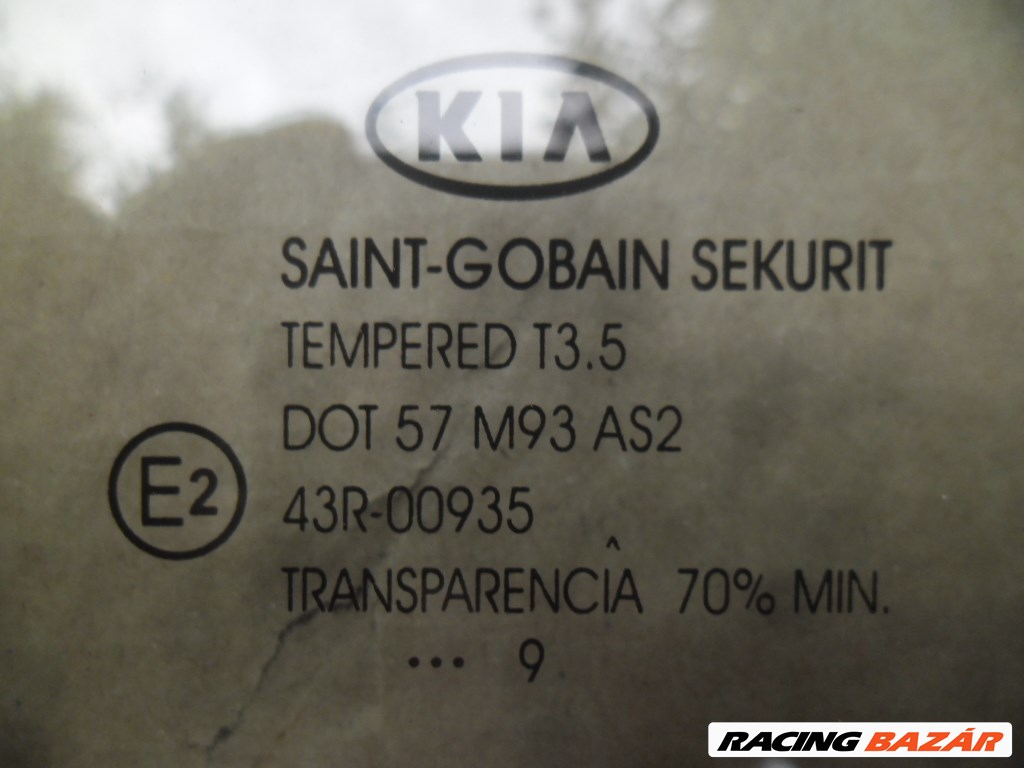 KIA
SAINT-GOBAIN SEKURIT
TEMPERED T3.5
DOT 57 M93 AS2
E2
43R-00935
TRANSPARENCIÂ 70% MIN.
... 9
RACING BAZÁR